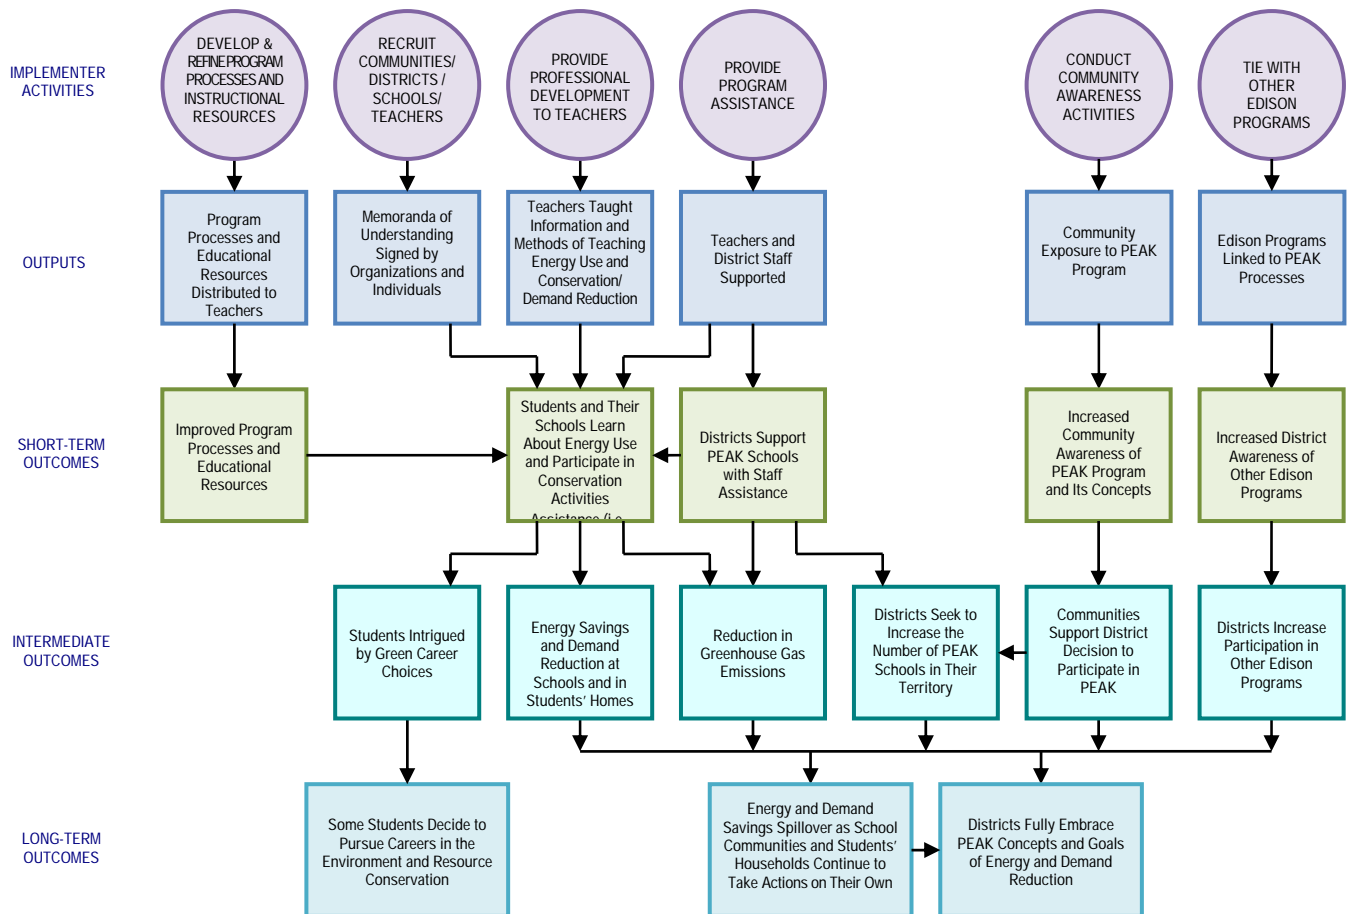 IMPLEMENTER
ACTIVITIES
DEVELOP &
REFINE PROGRAM
PROCESSES AND
INSTRUCTIONAL
RESOURCES
RECRUIT
COMMUNITIES/
DISTRICTS /
SCHOOLS/
TEACHERS
PROVIDE
PROFESSIONAL
DEVELOPMENT
TO TEACHERS
PROVIDE
PROGRAM
ASSISTANCE
CONDUCT
COMMUNITY
AWARENESS
ACTIVITIES
TIE WITH
OTHER
EDISON
PROGRAMS
OUTPUTS
Program
Processes and
Educational
Resources
Distributed to
Teachers
Memoranda of
Understanding
Signed by
Organizations and
Individuals
Teachers Taught
Information and
Methods of Teaching
Energy Use and
Conservation/
Demand Reduction
Teachers and
District Staff
Supported
Community
Exposure to PEAK
Program
Edison Programs
Linked to PEAK
Processes
SHORT-TERM
OUTCOMES
Improved Program
Processes and
Educational
Resources
Students and Their
Schools Learn
About Energy Use
and Participate in
Conservation
Activities
Assistance (i.e.
Districts Support
PEAK Schools
with Staff
Assistance
Increased
Community
Awareness of
PEAK Program
and Its Concepts
Increased District
Awareness of
Other Edison
Programs
INTERMEDIATE
OUTCOMES
Students Intrigued
by Green Career
Choices
Energy Savings
and Demand
Reduction at
Schools and in
Students' Homes
Reduction in
Greenhouse Gas
Emissions
Districts Seek to
Increase the
Number of PEAK
Schools in Their
Territory
Communities
Support District
Decision to
Participate in
PEAK
Districts Increase
Participation in
Other Edison
Programs
LONG-TERM
OUTCOMES
Some Students Decide to
Pursue Careers in the
Environment and Resource
Conservation
Energy and Demand
Savings Spillover as School
Communities and Students'
Households Continue to
Take Actions on Their Own
Districts Fully Embrace
PEAK Concepts and Goals
of Energy and Demand
Reduction